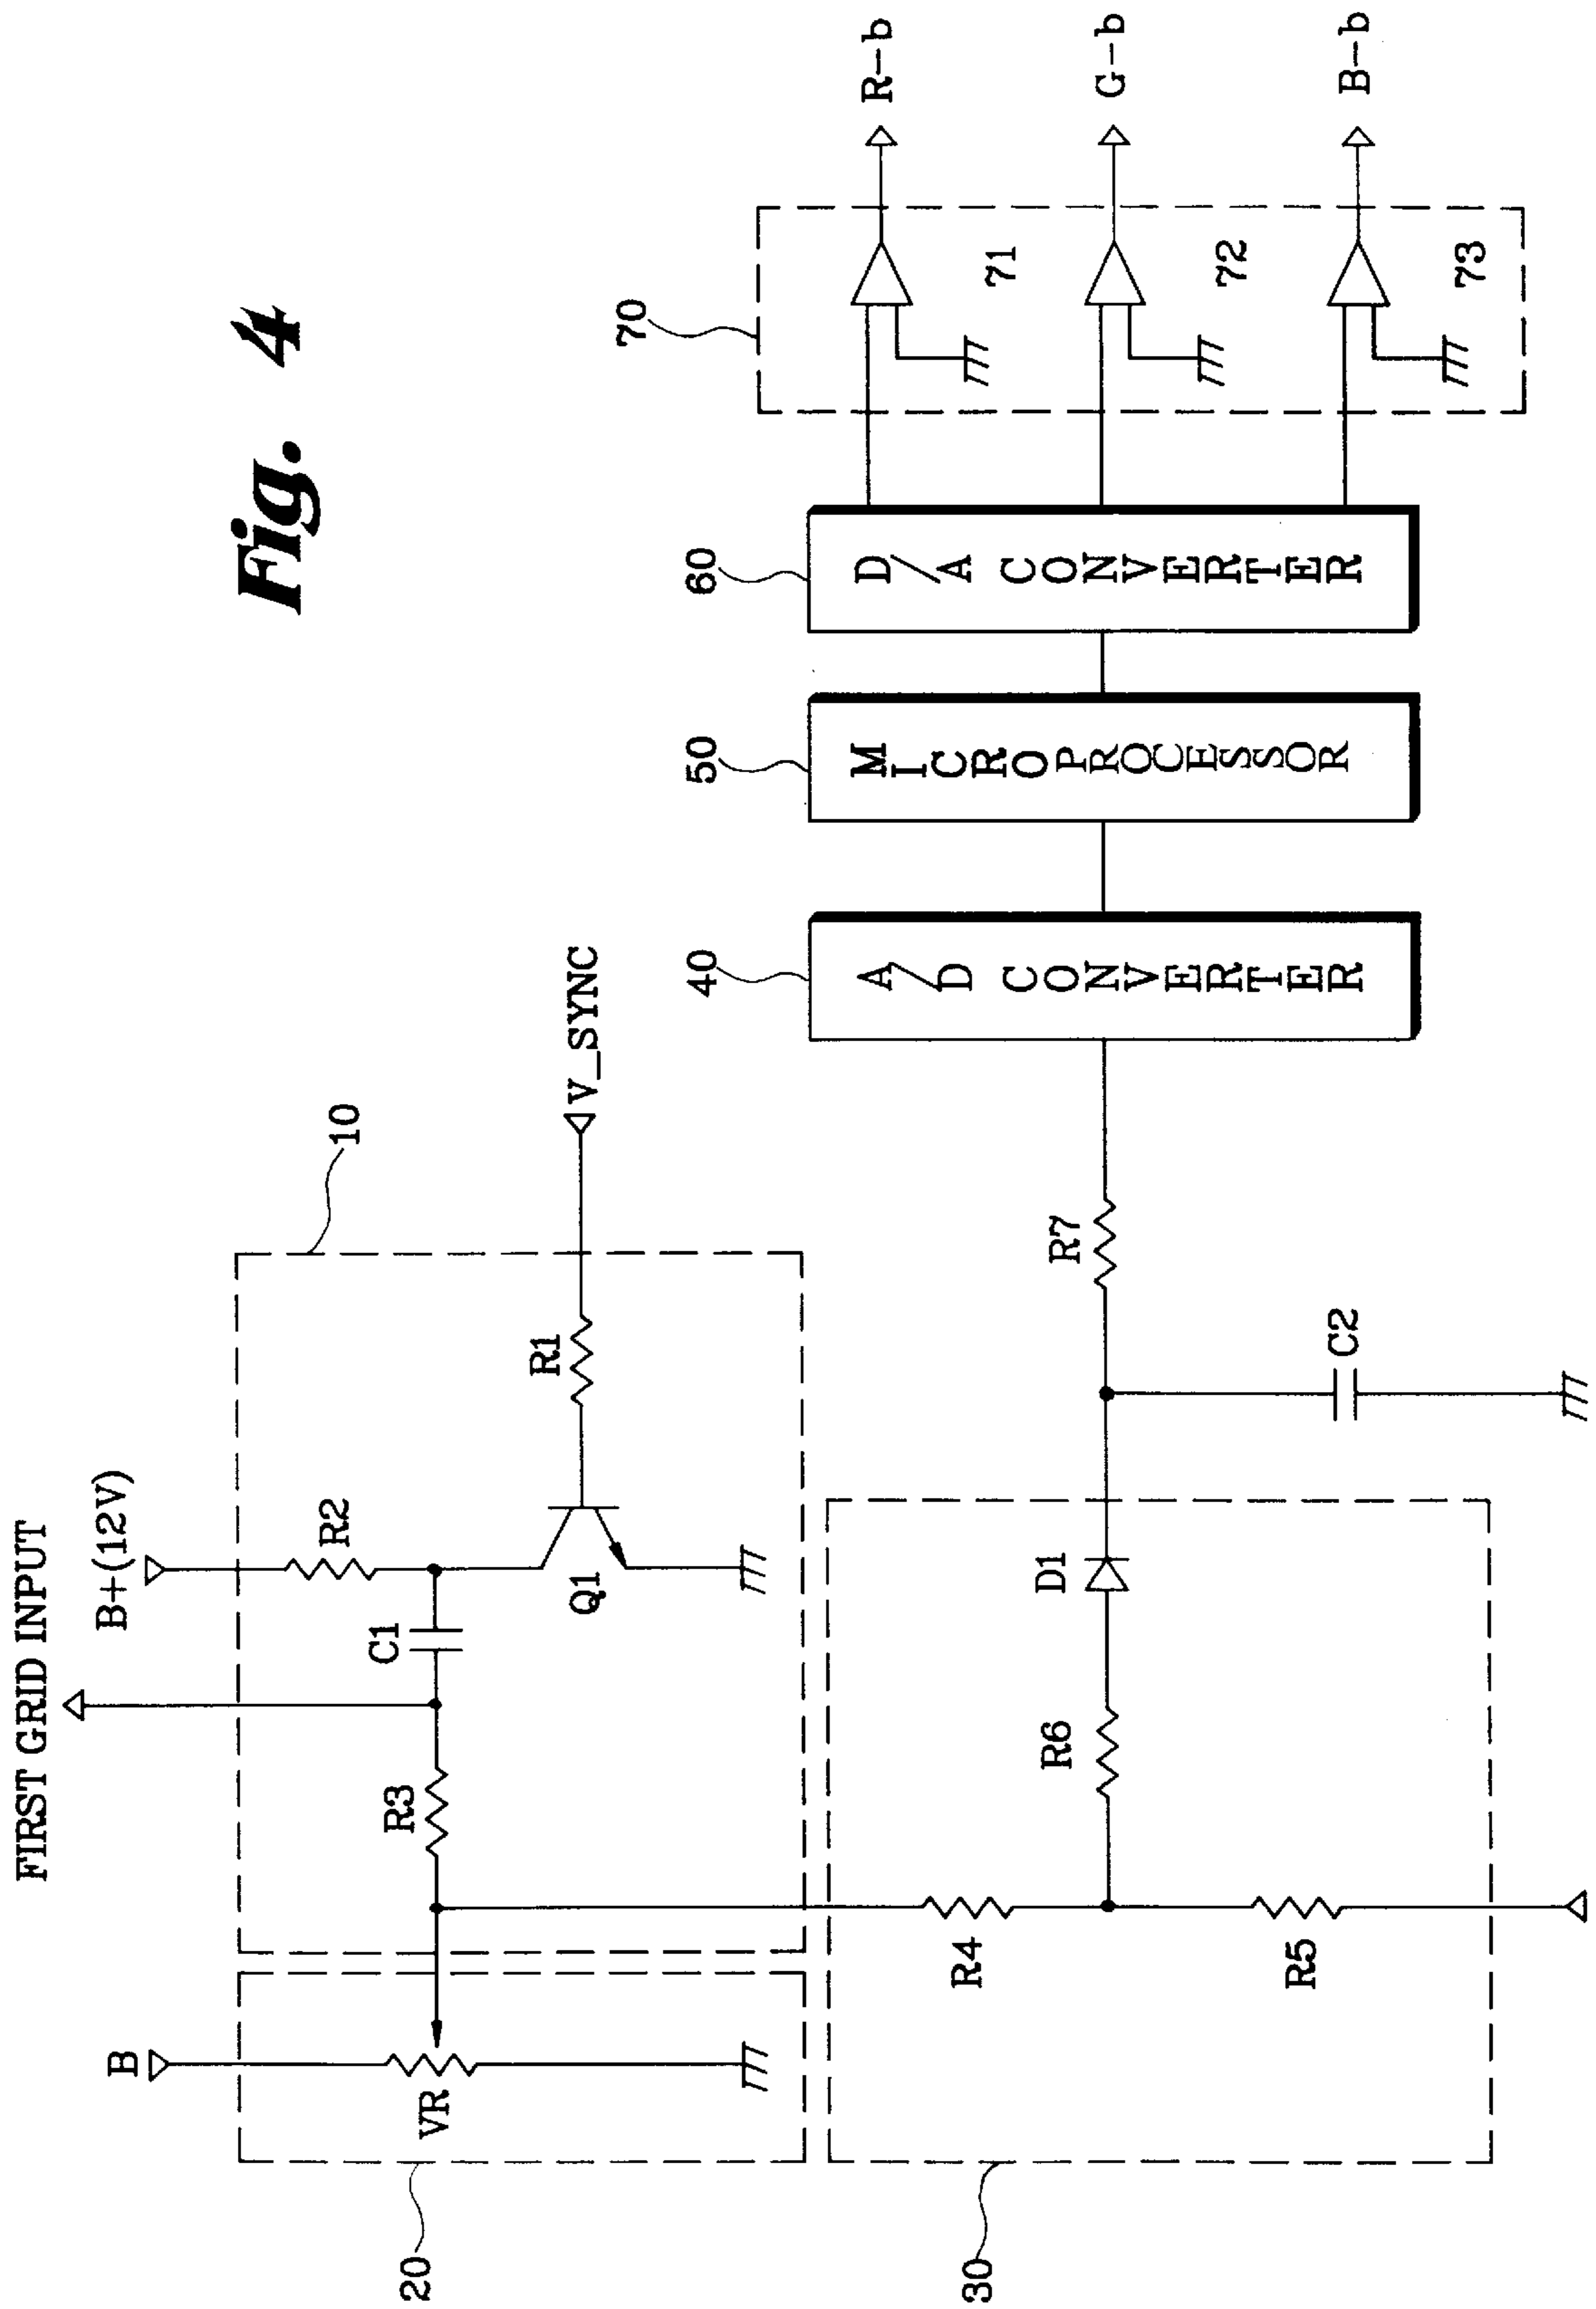 Fig. 4
FIRST GRID INPUT
B
B+(12V)
10
20
VR
R3
C1
R2
Q1
R1
V_SYNC
30
R4
R5
R6
D1
R7
C2
40
A/D CONVERTER
50
MICROPROCESSOR
60
D/A CONVERTER
70
71
72
73
R-b
G-b
B-b